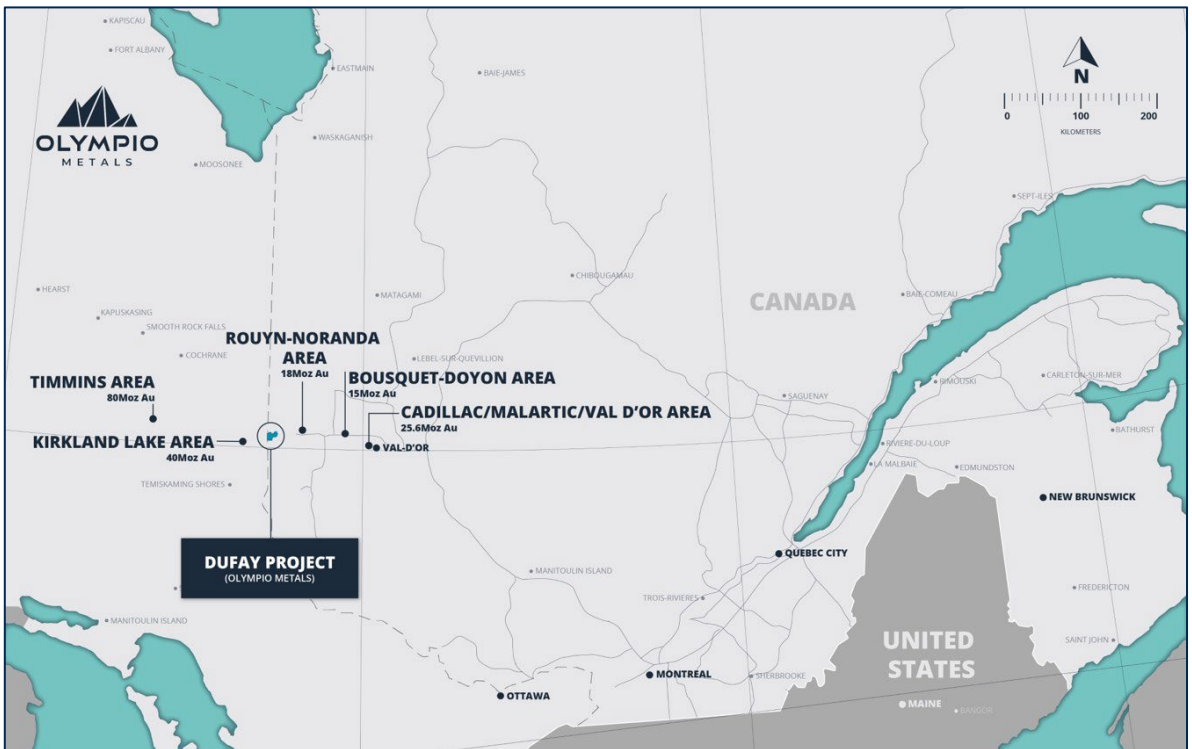 KAPISCAU
FORT ALBANY
EASTMAIN
BAIE-JAMES
OLYMPIO
METALS
WASKAGANISH
MOOSONEE
N
0 100 200
KILOMETERS
SEPT-ILES
HEARST
KAPUSKASING
SMOOTH ROCK FALLS
COCHRANE
MATAGAMI
CHIBOUGAMAU
CANADA
BAIE-COMEAU
ROUYN-NORANDA
AREA
18Moz Au
LEBEL-SUR-QUEVILLION
TIMMINS AREA
80Moz Au
BOUSQUET-DOYON AREA
15Moz Au
CADILLAC/MALARTIC/VAL D'OR AREA
25.6Moz Au
VAL-D'OR
KIRKLAND LAKE AREA
40Moz Au
TEMISKAMING SHORES
RIMOUSKI
CARLETON-SUR-MER
SAGUENAY
BATHURST
RIVIERE-DU-LOUP
LA MALBAIE
EDMUNDSTON
NEW BRUNSWICK
DUFAY PROJECT
(OLYMPIO METALS)
QUEBEC CITY
MANITOULIN ISLAND
TROIS-RIVIERES
FREDERICTON
MANITOULIN ISLAND
UNITED
STATES
SAINT JOHN
MONTREAL
SHERBROOKE
OTTAWA
MAINE
BANGOR